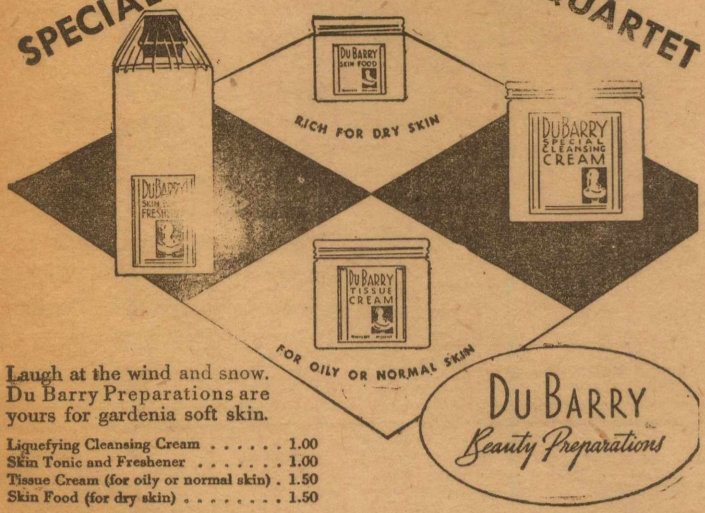 SPECIAL QUARTET
DU BARRY
SKIN FOOD
RICH FOR DRY SKIN
DUBARRY
SPECIAL
CLEANSING
CREAM
DUBARRY
SKIN
FRESH
DU BARRY
TISSUE
CREAM
FOR OILY OR NORMAL SKIN
Laugh at the wind and snow.
Du Barry Preparations are
yours for gardenia soft skin.
Liquefying Cleansing Cream . . . . . . 1.00
Skin Tonic and Freshener . . . . . . . 1.00
Tissue Cream (for oily or normal skin) . 1.50
Skin Food (for dry skin) . . . . . . . . 1.50
DU BARRY
Beauty Preparations